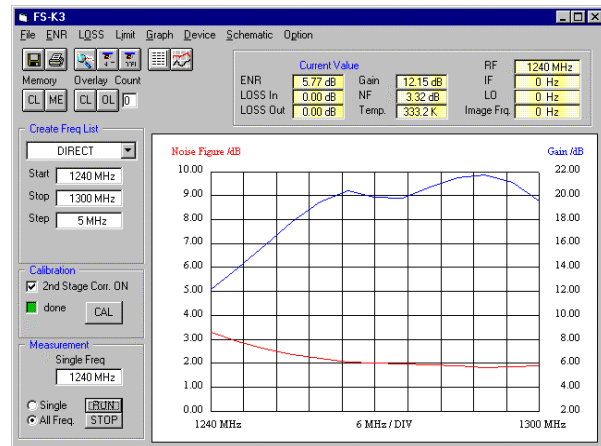 FS-K3
File ENR LOSS Limit Graph Device Schematic Option
Memory Overlay Count
CL ME CL OL 0
Current Value
ENR 5.77 dB Gain 12.15 dB RF 1240 MHz
LOSS In 0.00 dB NF 3.32 dB IF 0 Hz
LOSS Out 0.00 dB Temp. 333.2 K LO 0 Hz
Image Frq. 0 Hz
Create Freq List
DIRECT
Start 1240 MHz
Stop 1300 MHz
Step 5 MHz
Calibration
2nd Stage Corr. ON
done CAL
Measurement
Single Freq
1240 MHz
Single RUN
All Freq. STOP
Noise Figure /dB Gain /dB
10.00 22.00
9.00 20.00
8.00 18.00
7.00 16.00
6.00 14.00
5.00 12.00
4.00 10.00
3.00 8.00
2.00 6.00
1.00 4.00
0.00 2.00
1240 MHz 6 MHz / DIV 1300 MHz